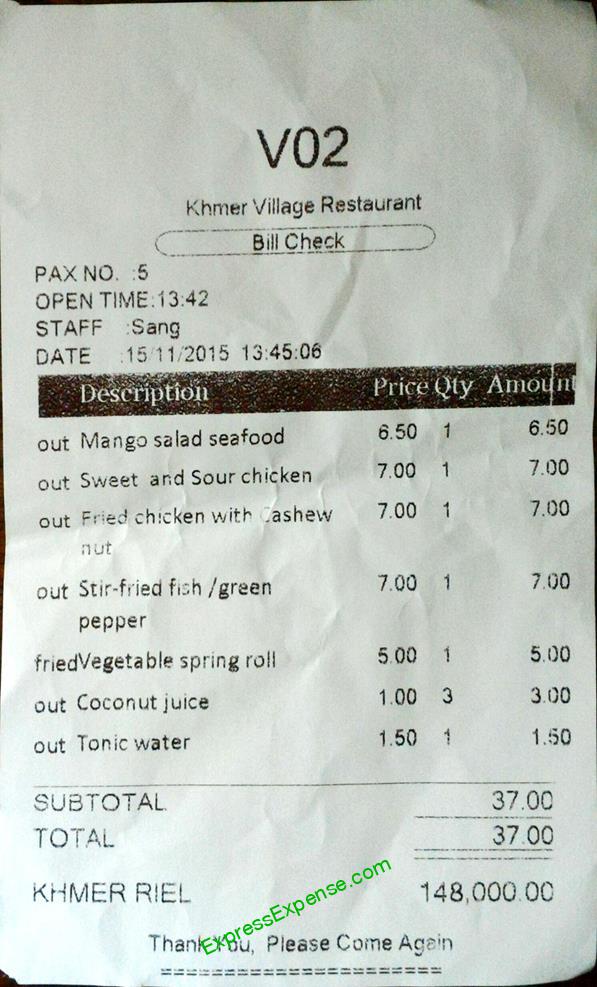 V02
Khmer Village Restaurant
Bill Check
PAX NO. :5
OPEN TIME:13:42
STAFF :Sang
DATE :15/11/2015 13:45:06
Description Price Qty Amount
out Mango salad seafood 6.50 1 6.50
out Sweet and Sour chicken 7.00 1 7.00
out Fried chicken with Cashew 7.00 1 7.00
nut
out Stir-fried fish /green 7.00 1 7.00
pepper
friedVegetable spring roll 5.00 1 5.00
out Coconut juice 1.00 3 3.00
out Tonic water 1.50 1 1.50
SUBTOTAL 37.00
TOTAL 37.00
KHMER RIEL 148,000.00
ExpressExpense.com
Thank You, Please Come Again
========================